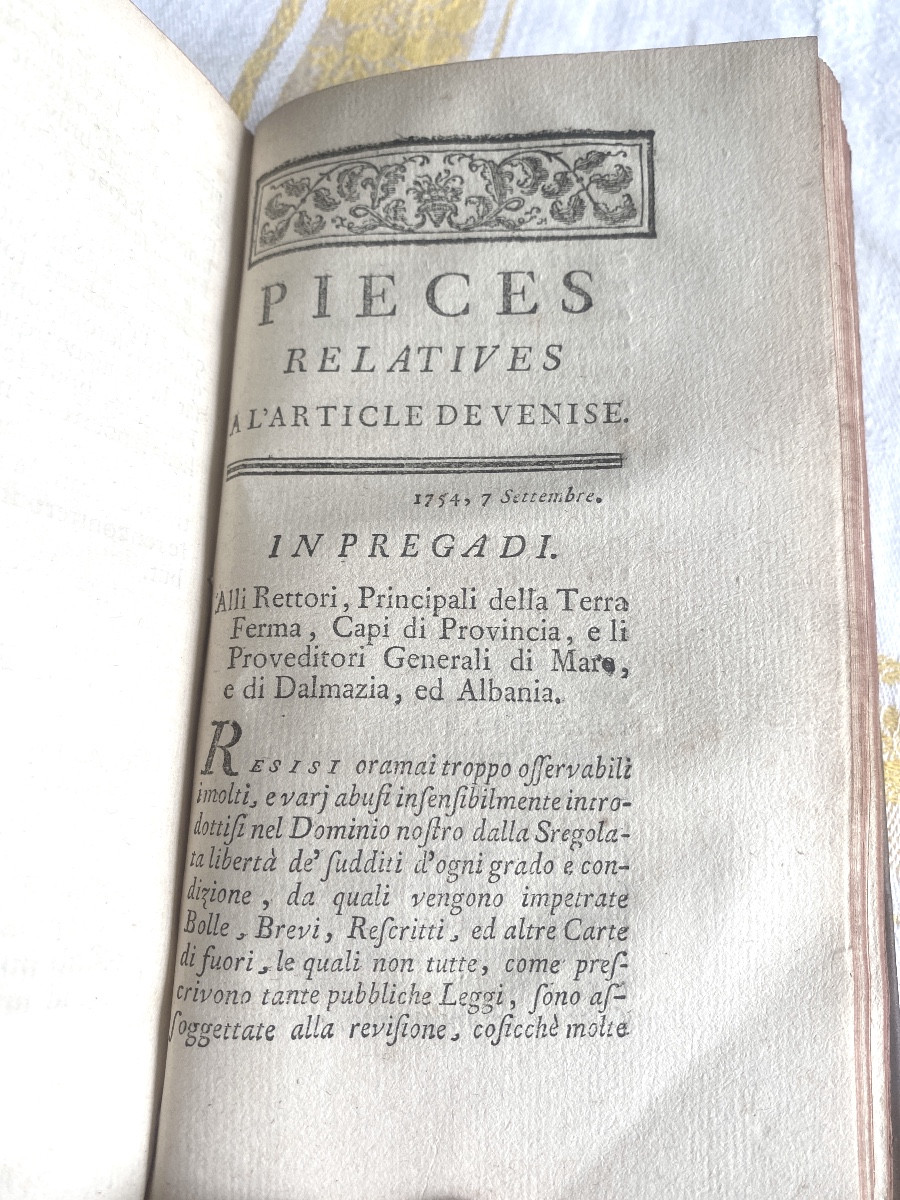 PIECES
RELATIVES
A L'ARTICLE DE VENISE.
1754, 7 Settembre.
IN PREGADI.
Alli Rettori, Principali della Terra
Ferma, Capi di Provincia, e li
Proveditori Generali di Mare,
e di Dalmazia, ed Albania.
RESISI oramai troppo oſſervabili
imolti, e varj abuſi inſenſibilmente intro-
dottiſi nel Dominio noſtro dalla Sregola-
ta libertà de' ſudditi d'ogni grado e con-
dizione, da quali vengono impetrate
Bolle, Brevi, Reſcritti, ed altre Carte
di fuori, le quali non tutte, come preſ-
crivono tante pubbliche Leggi, ſono aſ-
ſoggettate alla reviſione, coſicchè molte